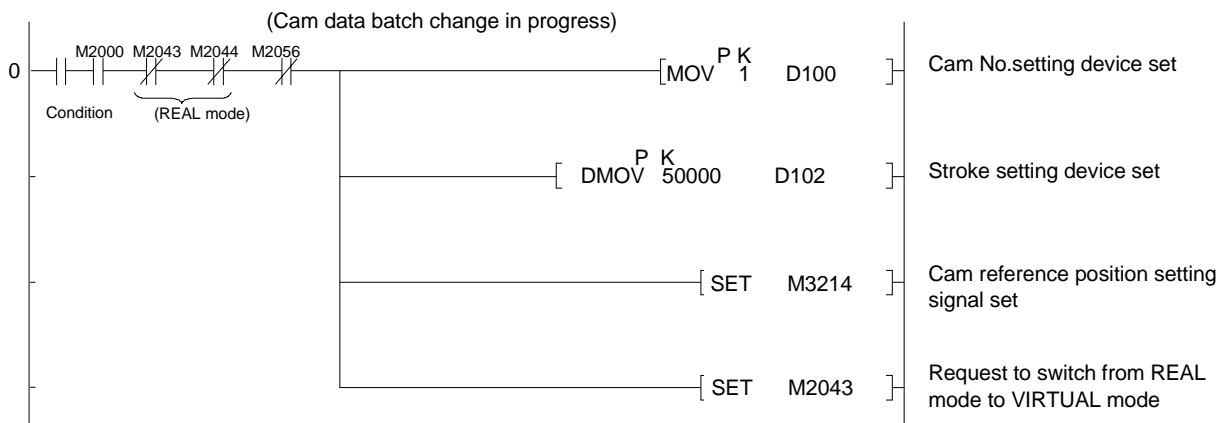 (Cam data batch change in progress)
M2000 M2043 M2044 M2056
0
Condition
(REAL mode)
P K
MOV 1 D100
Cam No.setting device set
P K
DMOV 50000 D102
Stroke setting device set
SET M3214
Cam reference position setting
signal set
SET M2043
Request to switch from REAL
mode to VIRTUAL mode